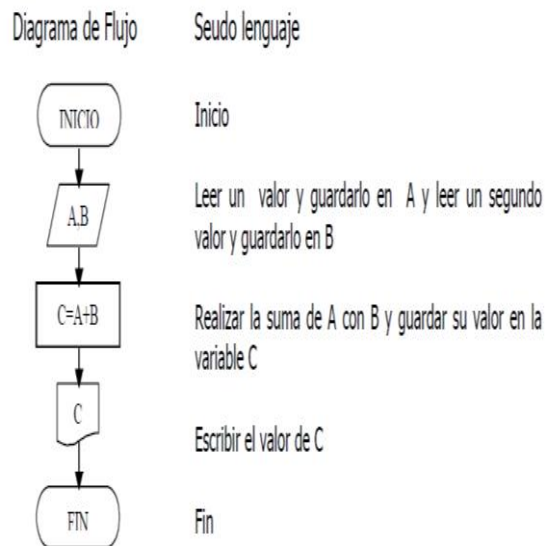 Diagrama de Flujo Seudo lenguaje
INICIO Inicio
A,B Leer un valor y guardarlo en A y leer un segundo
valor y guardarlo en B
C=A+B Realizar la suma de A con B y guardar su valor en la
variable C
C
Escribir el valor de C
FIN Fin